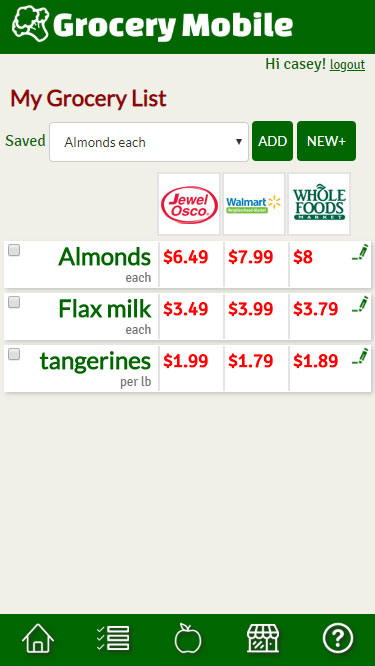 Grocery Mobile
Hi casey! logout
My Grocery List
Saved Almonds each ADD NEW+
Jewel Osco Walmart Neighborhood Market WHOLE FOODS MARKET
Almonds $6.49 $7.99 $8
each
Flax milk $3.49 $3.99 $3.79
each
tangerines $1.99 $1.79 $1.89
per lb
?